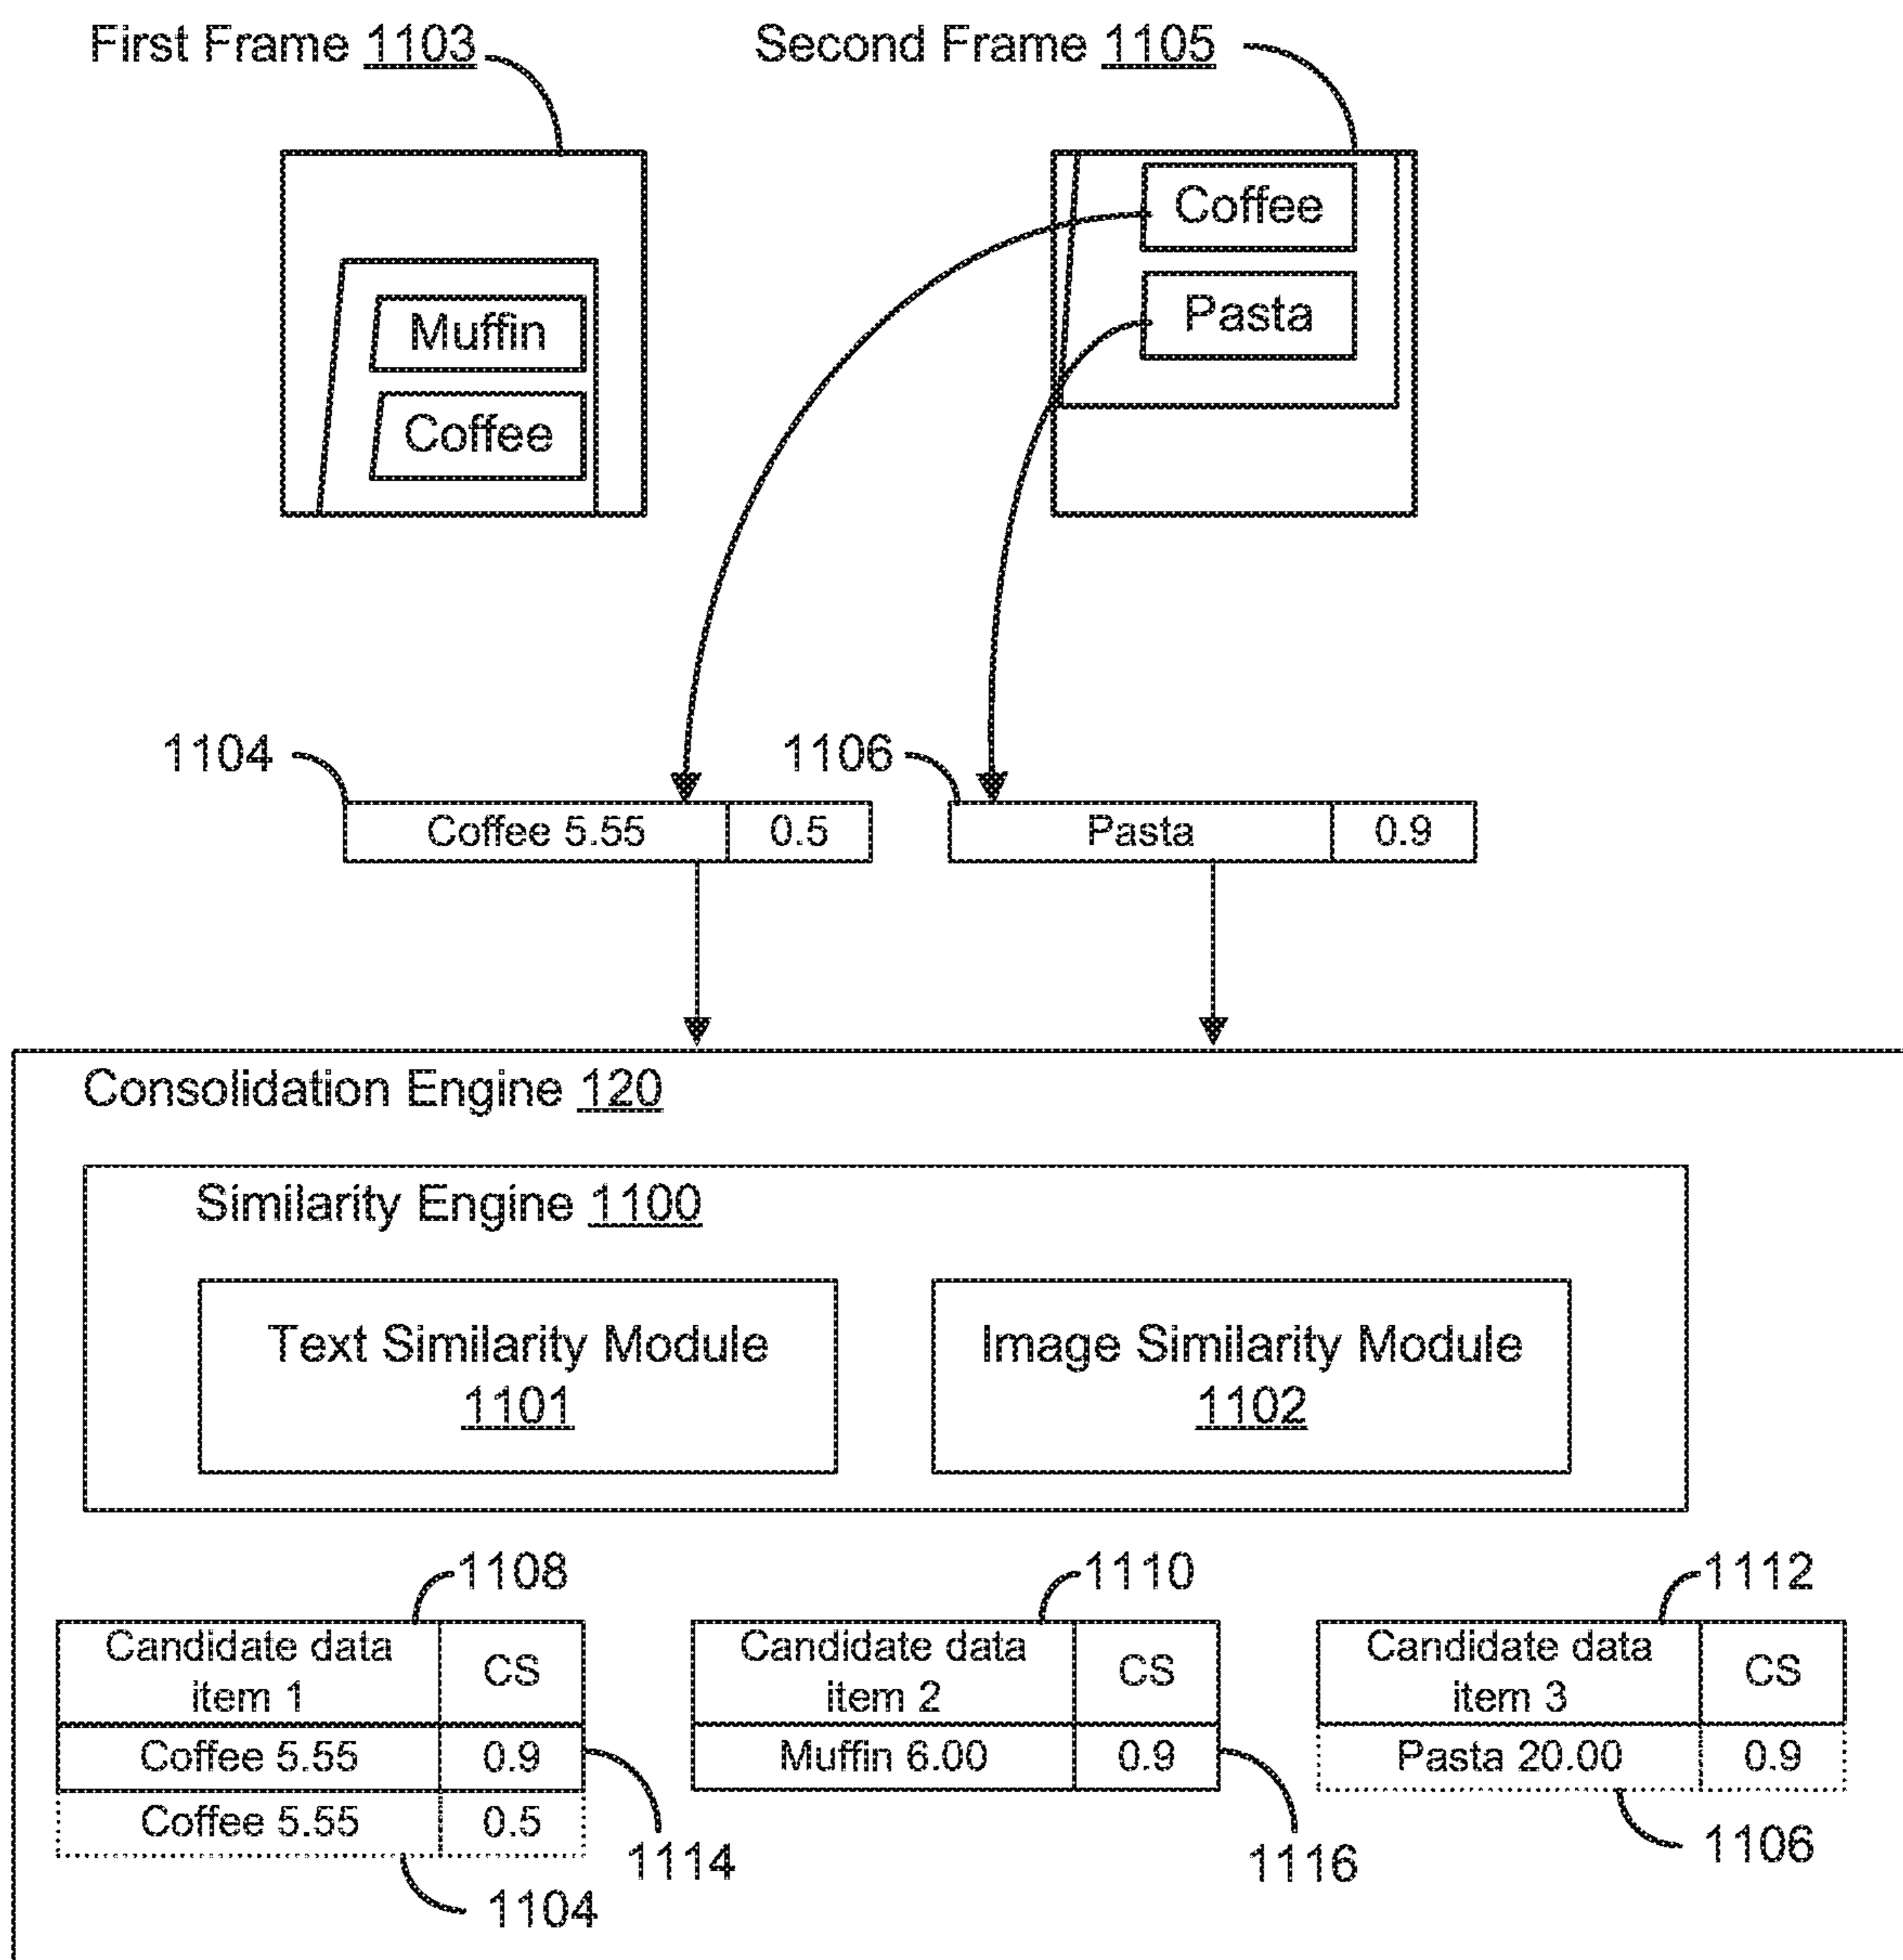 First Frame 1103
Second Frame 1105
Muffin
Coffee
Coffee
Pasta
1104
1106
Coffee 5.55 0.5
Pasta 0.9
Consolidation Engine 120
Similarity Engine 1100
Text Similarity Module
1101
Image Similarity Module
1102
1108
Candidate data
item 1
CS
Coffee 5.55 0.9
Coffee 5.55 0.5
1114
1104
1110
Candidate data
item 2
CS
Muffin 6.00 0.9
1116
1112
Candidate data
item 3
CS
Pasta 20.00 0.9
1106